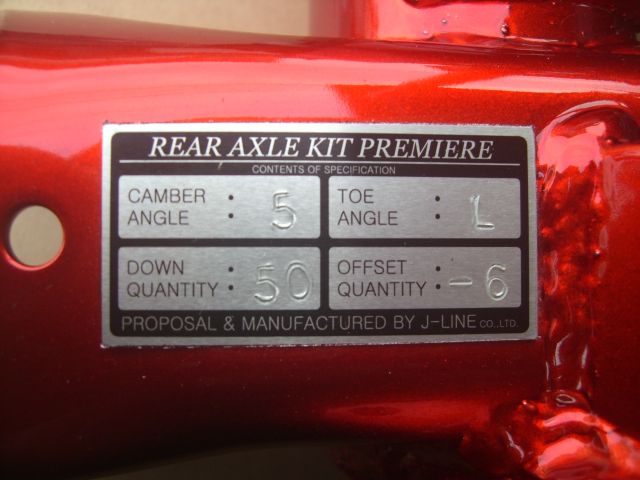 REAR AXLE KIT PREMIERE
CONTENTS OF SPECIFICATION
CAMBER ANGLE : 5
TOE ANGLE : L
DOWN QUANTITY : 50
OFFSET QUANTITY : -6
PROPOSAL & MANUFACTURED BY J-LINE CO.,LTD.